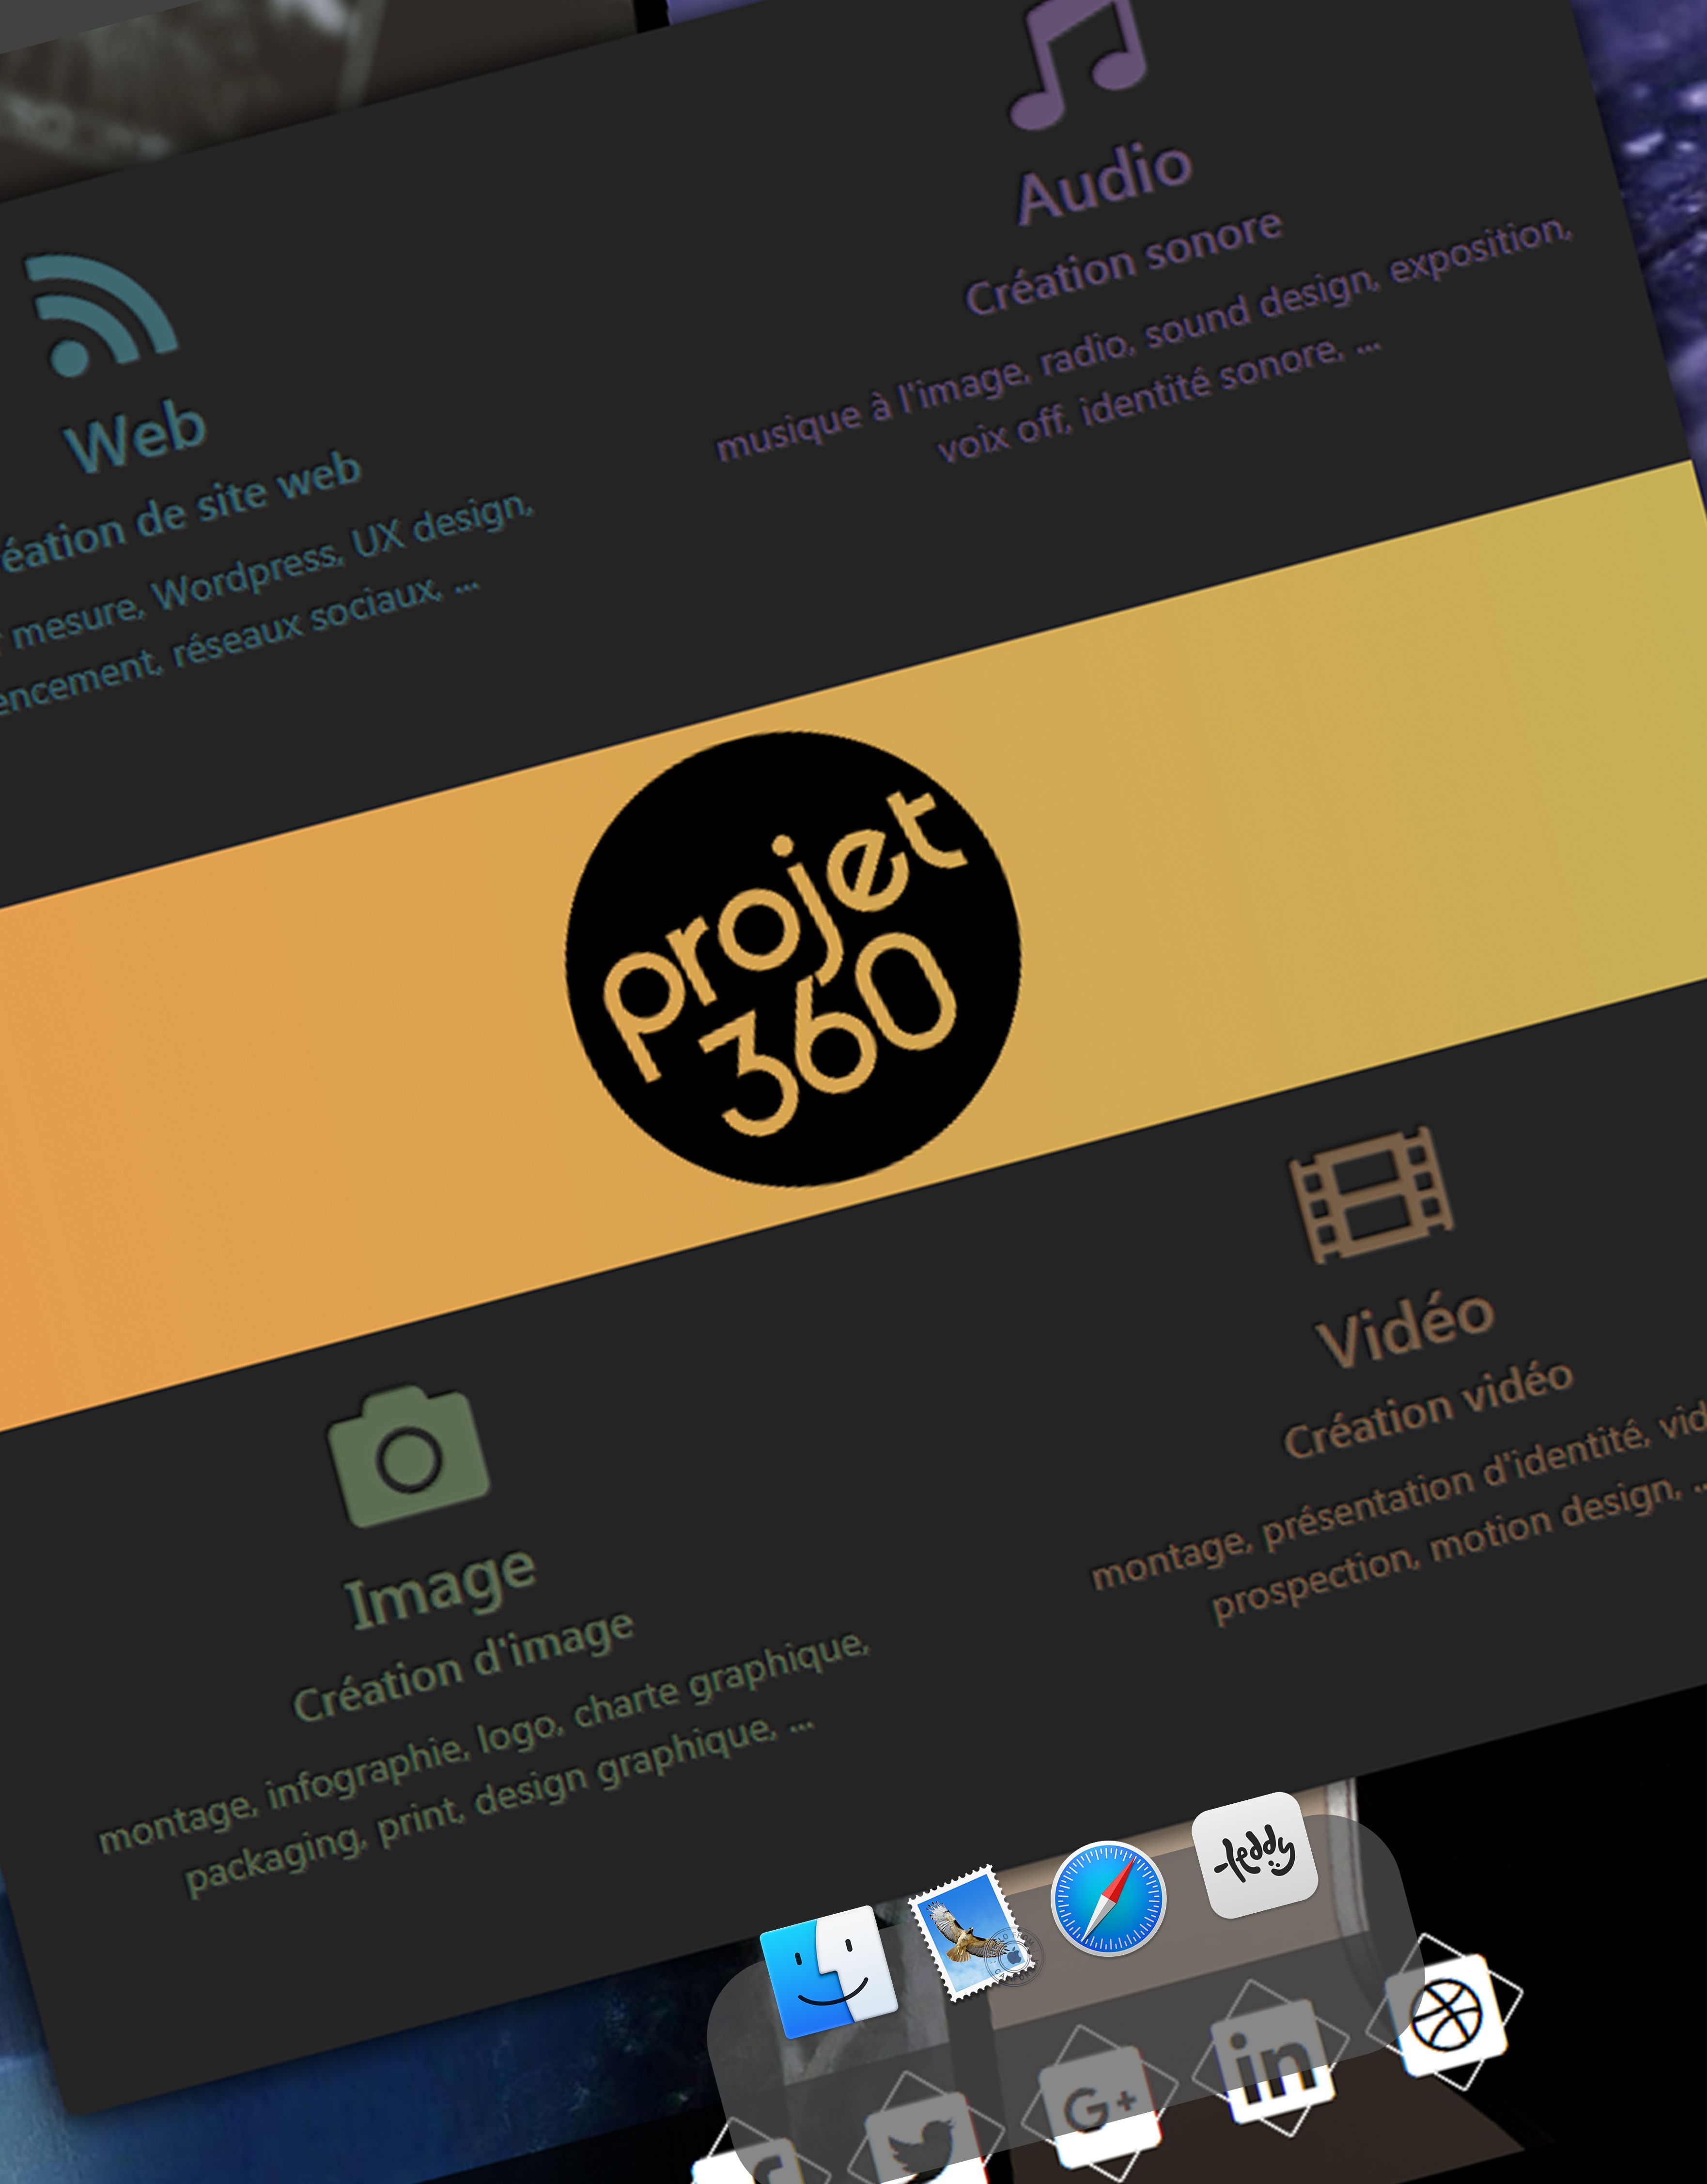 Audio
Création sonore
musique à l'image, radio, sound design, exposition,
voix off, identité sonore, ...
Web
éation de site web
mesure, Wordpress, UX design,
encement, réseaux sociaux, ...
projet
360
Vidéo
Création vidéo
montage, présentation d'identité, vid
prospection, motion design, ...
Image
Création d'image
montage, infographie, logo, charte graphique,
packaging, print, design graphique, ...
teddy
G+
in